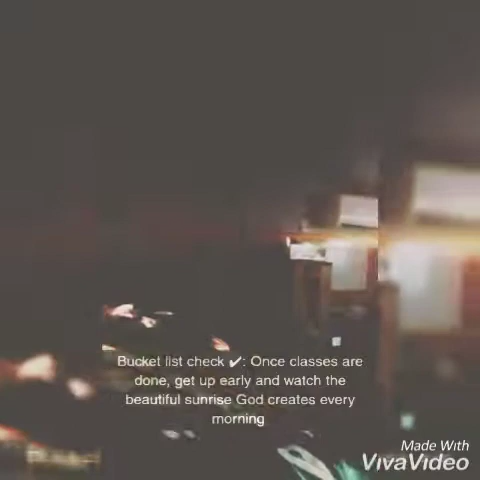 Bucket list check ✔: Once classes are
done, get up early and watch the
beautiful sunrise God creates every
morning
Made With
VivaVideo